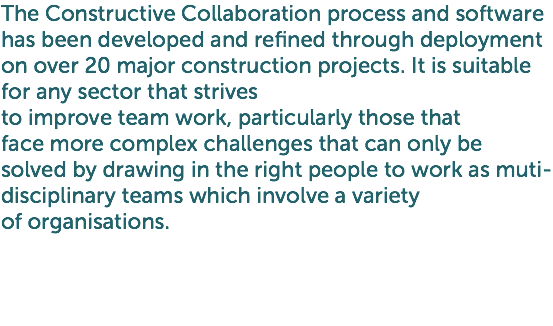 The Constructive Collaboration process and software
has been developed and refined through deployment
on over 20 major construction projects. It is suitable
for any sector that strives
to improve team work, particularly those that
face more complex challenges that can only be
solved by drawing in the right people to work as muti-
disciplinary teams which involve a variety
of organisations.